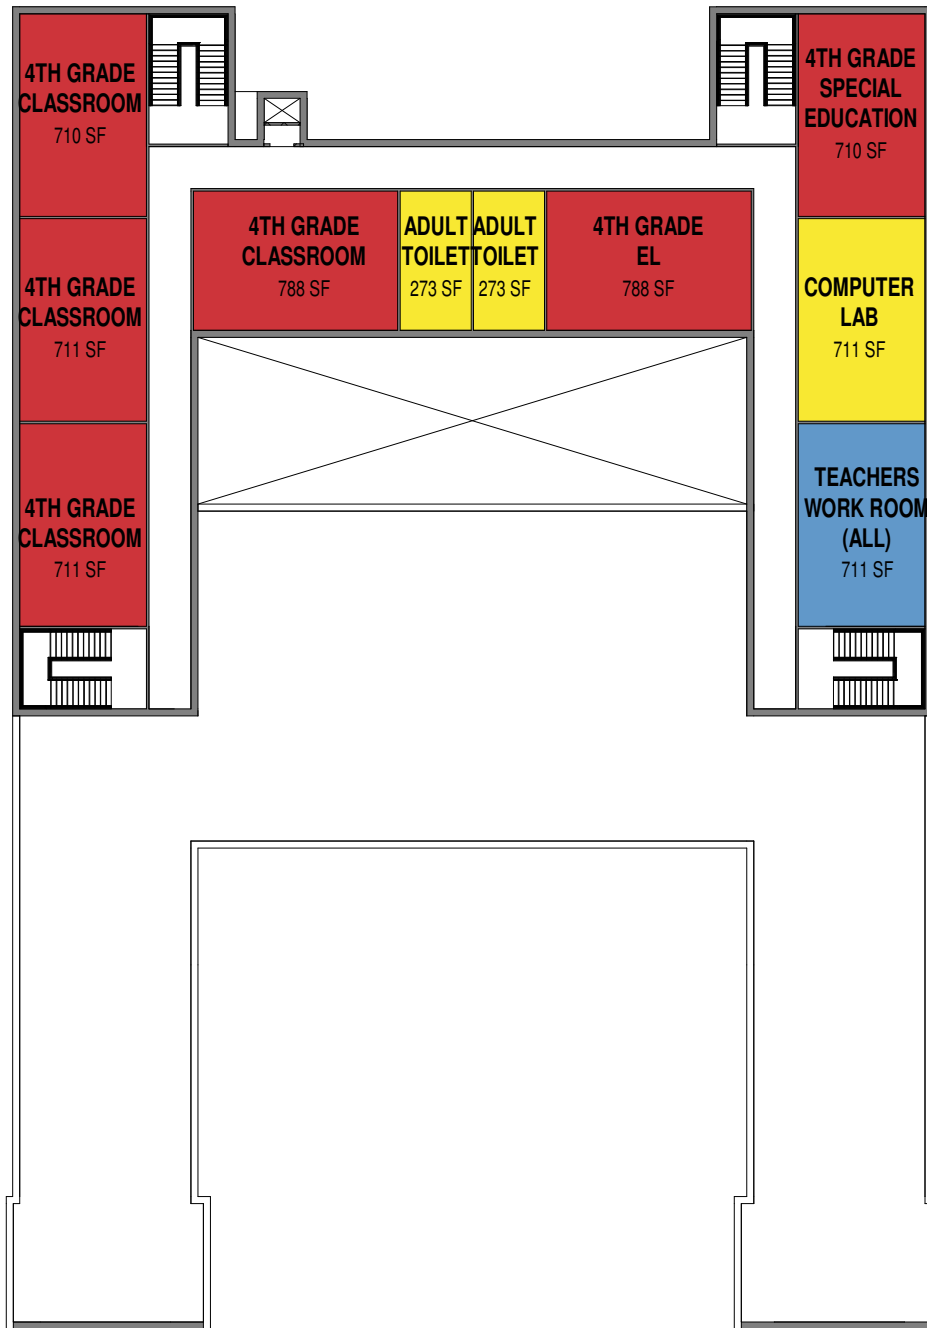 4TH GRADE
CLASSROOM
710 SF
4TH GRADE
SPECIAL
EDUCATION
710 SF
4TH GRADE
CLASSROOM
788 SF
ADULT
TOILET
273 SF
ADULT
TOILET
273 SF
4TH GRADE
EL
788 SF
4TH GRADE
CLASSROOM
711 SF
COMPUTER
LAB
711 SF
4TH GRADE
CLASSROOM
711 SF
TEACHERS
WORK ROOM
(ALL)
711 SF